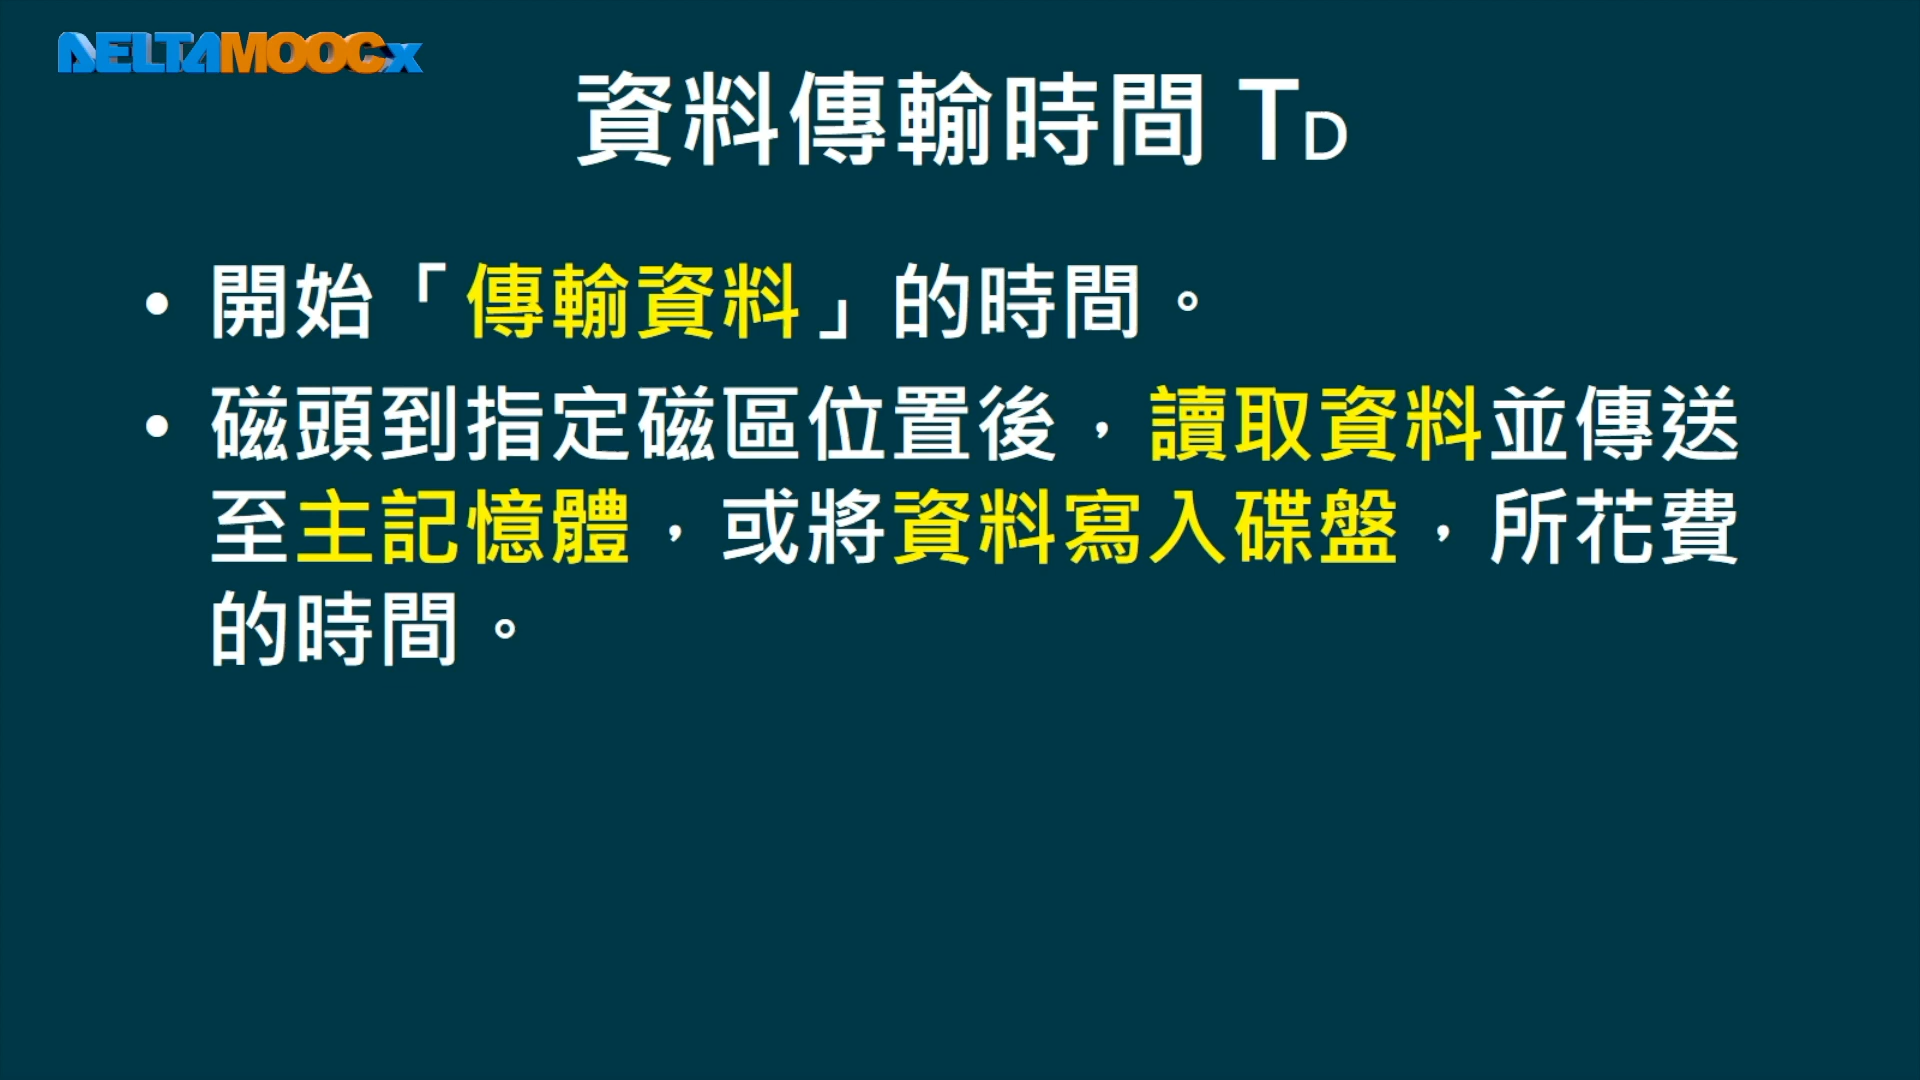 DELTAMOOCx
資料傳輸時間 TD
• 開始「傳輸資料」的時間。
• 磁頭到指定磁區位置後，讀取資料並傳送
至主記憶體，或將資料寫入碟盤，所花費
的時間。